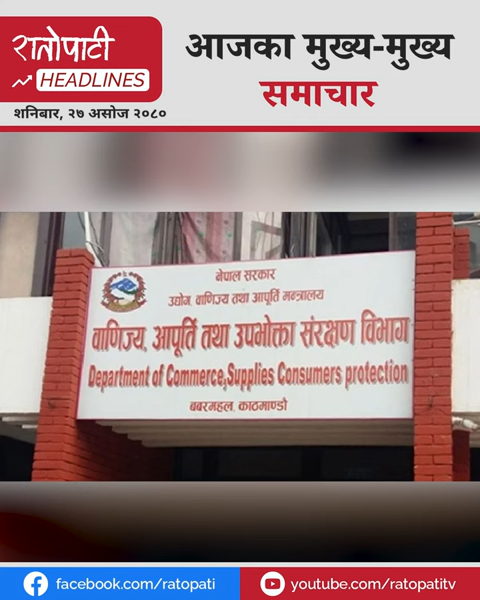 रातोपाटी
HEADLINES
शनिबार, २७ असोज २०८०
आजका मुख्य-मुख्य
समाचार
नेपाल सरकार
उद्योग, वाणिज्य तथा आपूर्ति मन्त्रालय
वाणिज्य, आपूर्ति तथा उपभोक्ता संरक्षण विभाग
Department of Commerce,Supplies Consumers protection
बबरमहल, काठमाण्डौ
facebook.com/ratopati
youtube.com/ratopatitv